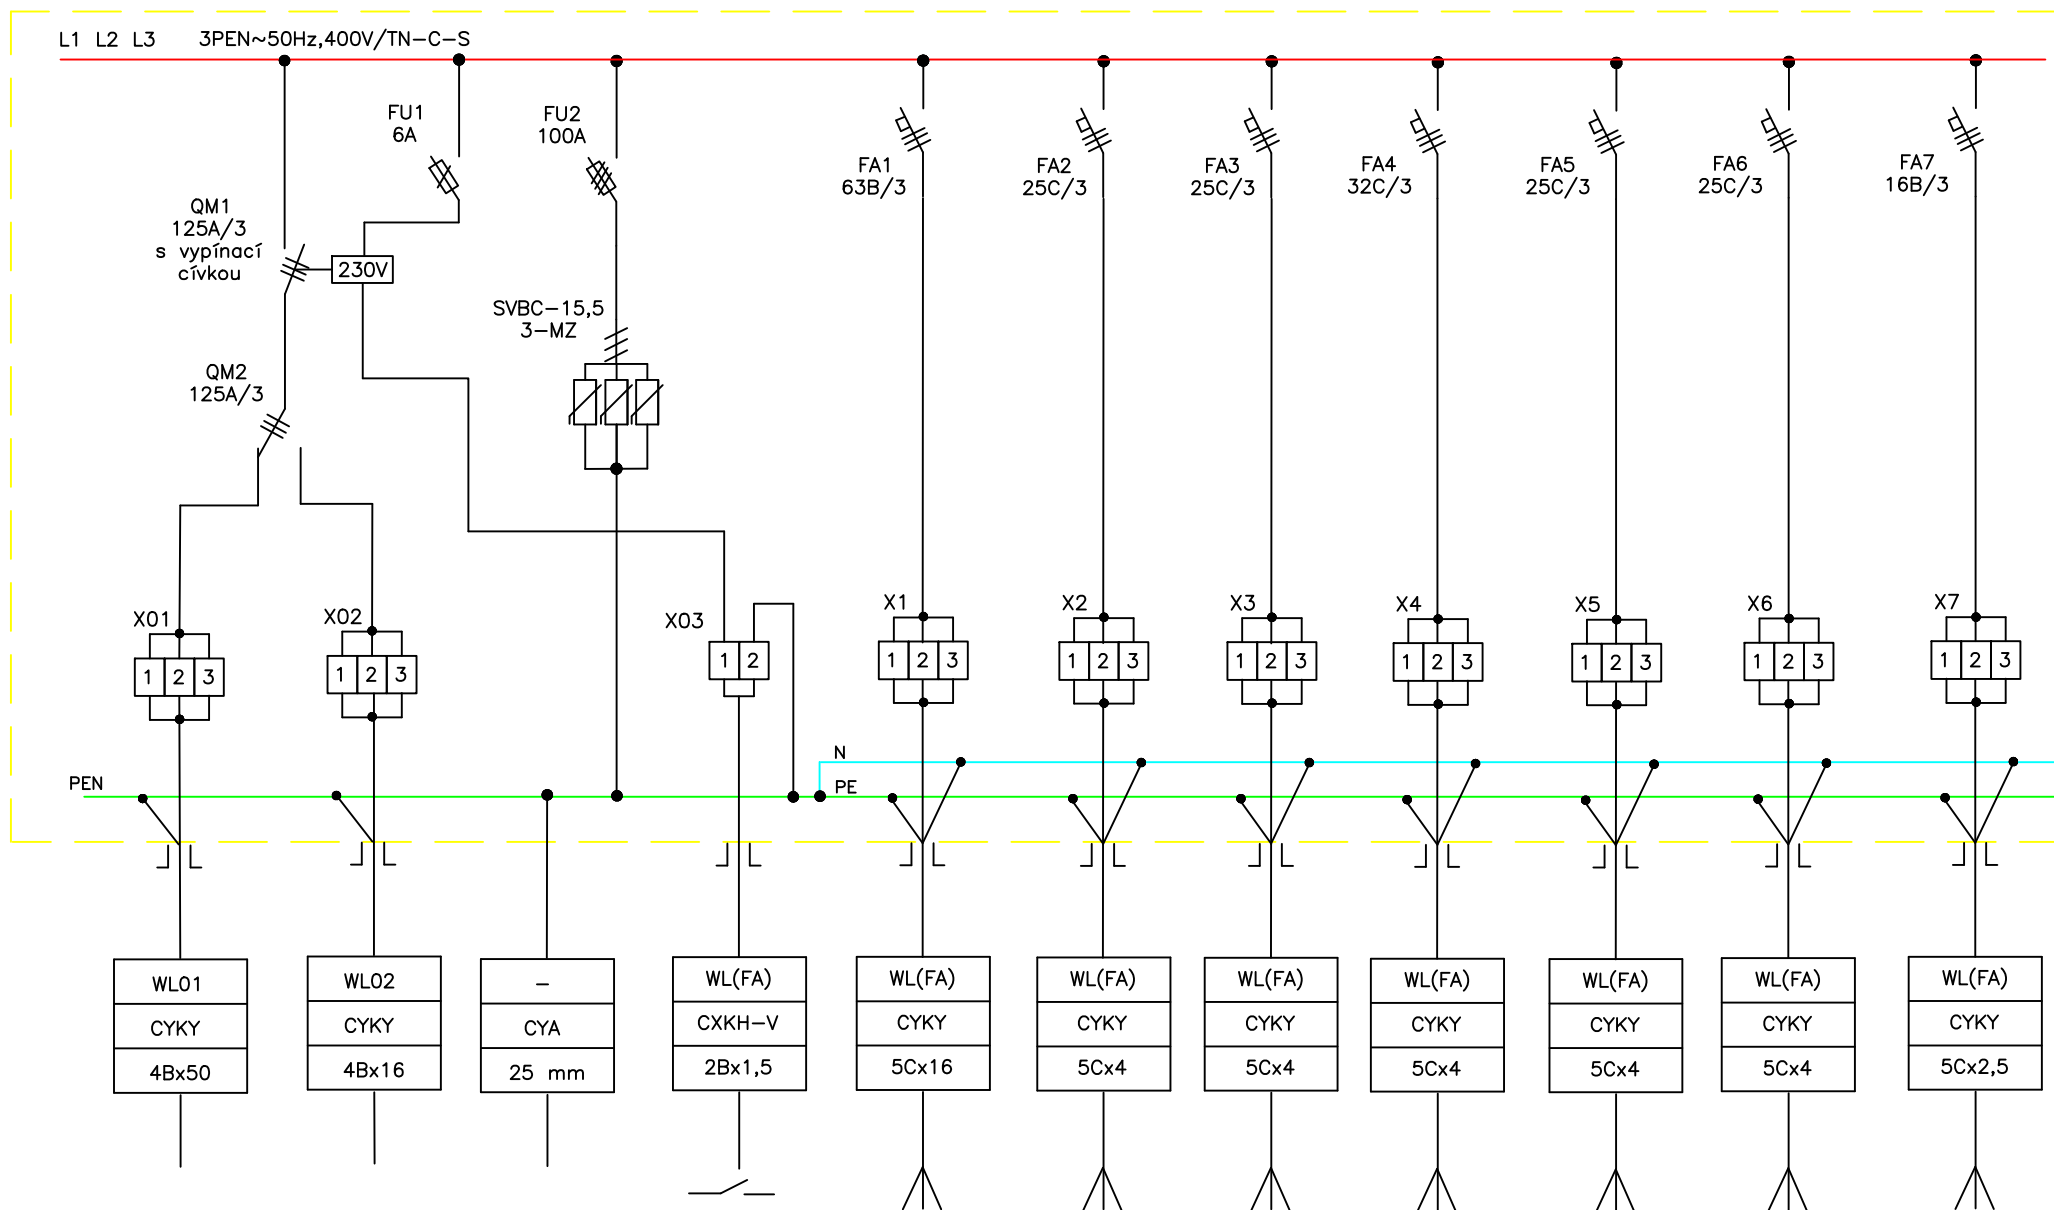 L1 L2 L3 3PEN~50Hz,400V/TN-C-S
FU1
6A
FU2
100A
FA1
63B/3
FA2
25C/3
FA3
25C/3
FA4
32C/3
FA5
25C/3
FA6
25C/3
FA7
16B/3
QM1
125A/3
s vypínací
cívkou
230V
SVBC-15,5
3-MZ
QM2
125A/3
X01
1 2 3
X02
1 2 3
X03
1 2
X1
1 2 3
X2
1 2 3
X3
1 2 3
X4
1 2 3
X5
1 2 3
X6
1 2 3
X7
1 2 3
N
PEN
PE
WL01
CYKY
4Bx50
WL02
CYKY
4Bx16
-
CYA
25 mm
WL(FA)
CXKH-V
2Bx1,5
WL(FA)
CYKY
5Cx16
WL(FA)
CYKY
5Cx4
WL(FA)
CYKY
5Cx4
WL(FA)
CYKY
5Cx4
WL(FA)
CYKY
5Cx4
WL(FA)
CYKY
5Cx4
WL(FA)
CYKY
5Cx2,5